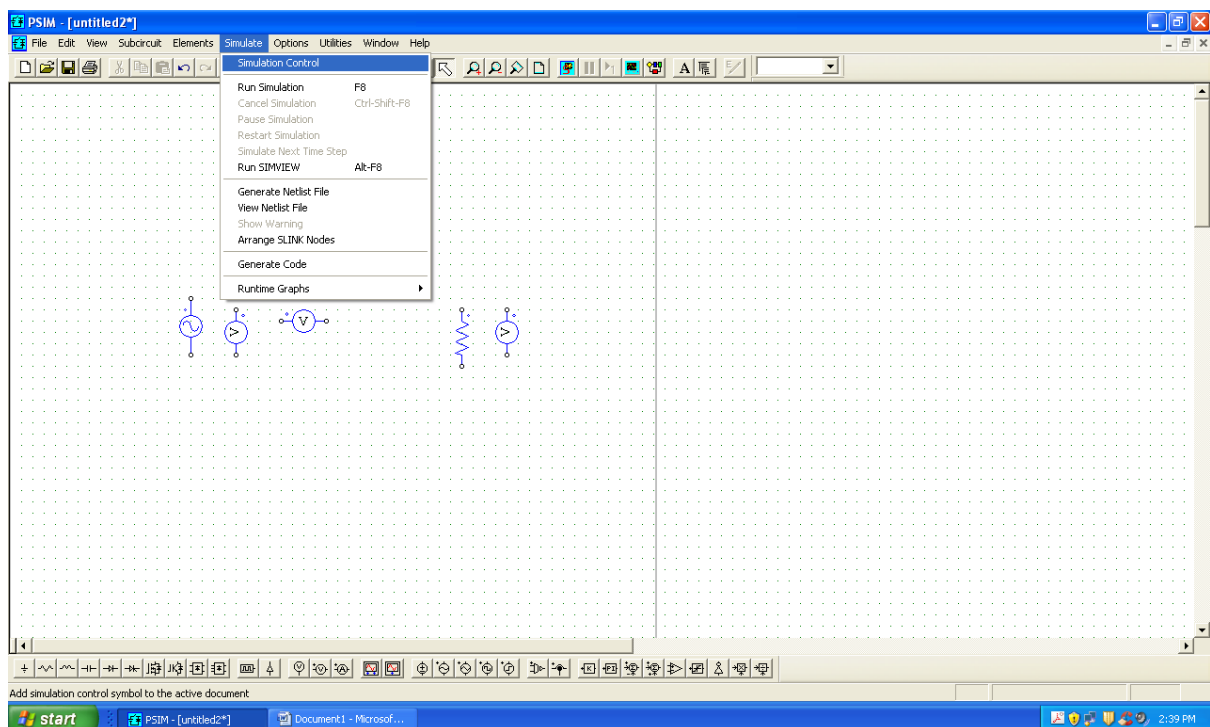 PSIM - [untitled2*]
File Edit View Subcircuit Elements Simulate Options Utilities Window Help
Simulation Control
Run Simulation F8
Cancel Simulation Ctrl-Shift-F8
Pause Simulation
Restart Simulation
Simulate Next Time Step
Run SIMVIEW Alt-F8
Generate Netlist File
View Netlist File
Show Warning
Arrange SLINK Nodes
Generate Code
Runtime Graphs
V V V
Add simulation control symbol to the active document
start PSIM - [untitled2*] Document1 - Microsof... 2:39 PM